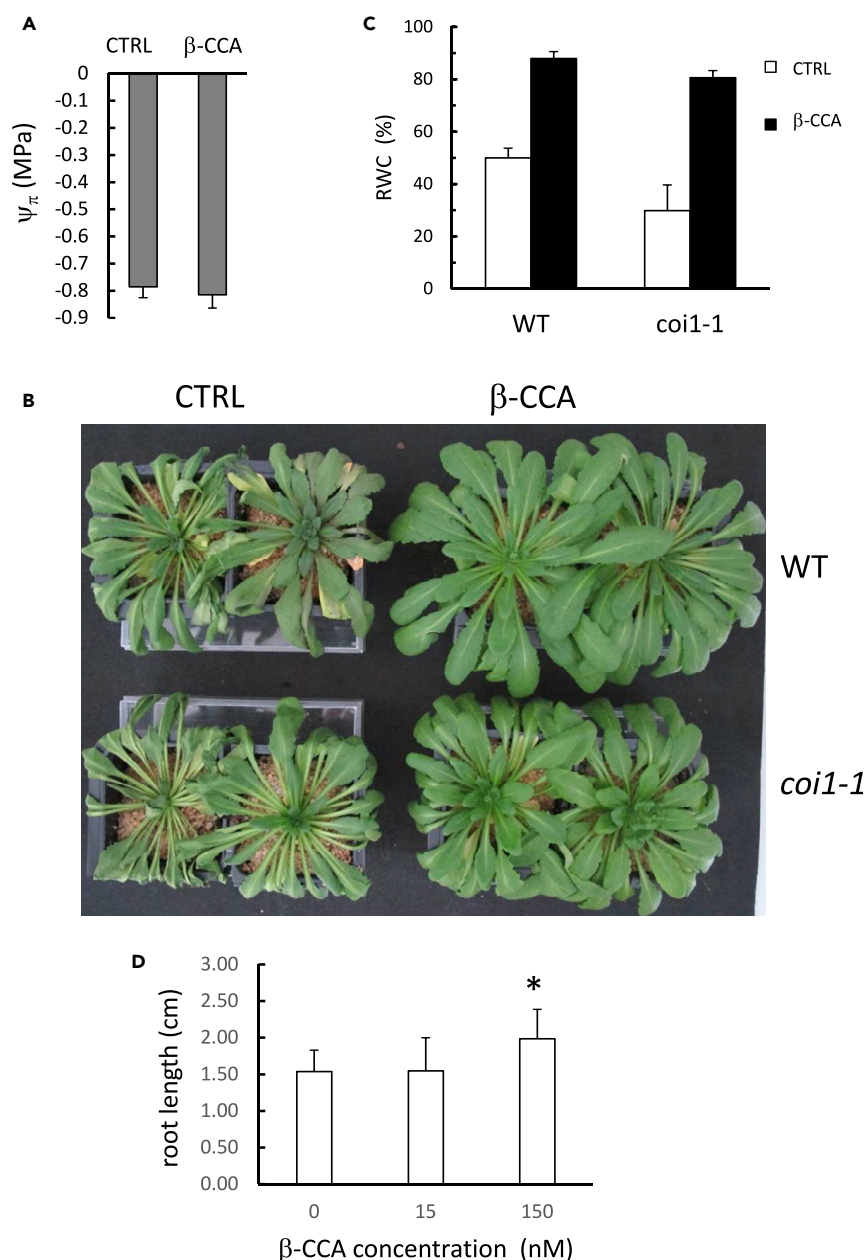 A
CTRL β-CCA
0
-0.1
-0.2
-0.3
-0.4
-0.5
-0.6
-0.7
-0.8
-0.9
Ψπ (MPa)
C
100
80
60
40
20
0
RWC (%)
WT coi1-1
CTRL
β-CCA
B
CTRL β-CCA
WT
coi1-1
D
3.00
2.50
2.00
1.50
1.00
0.50
0.00
root length (cm)
*
0 15 150
β-CCA concentration (nM)